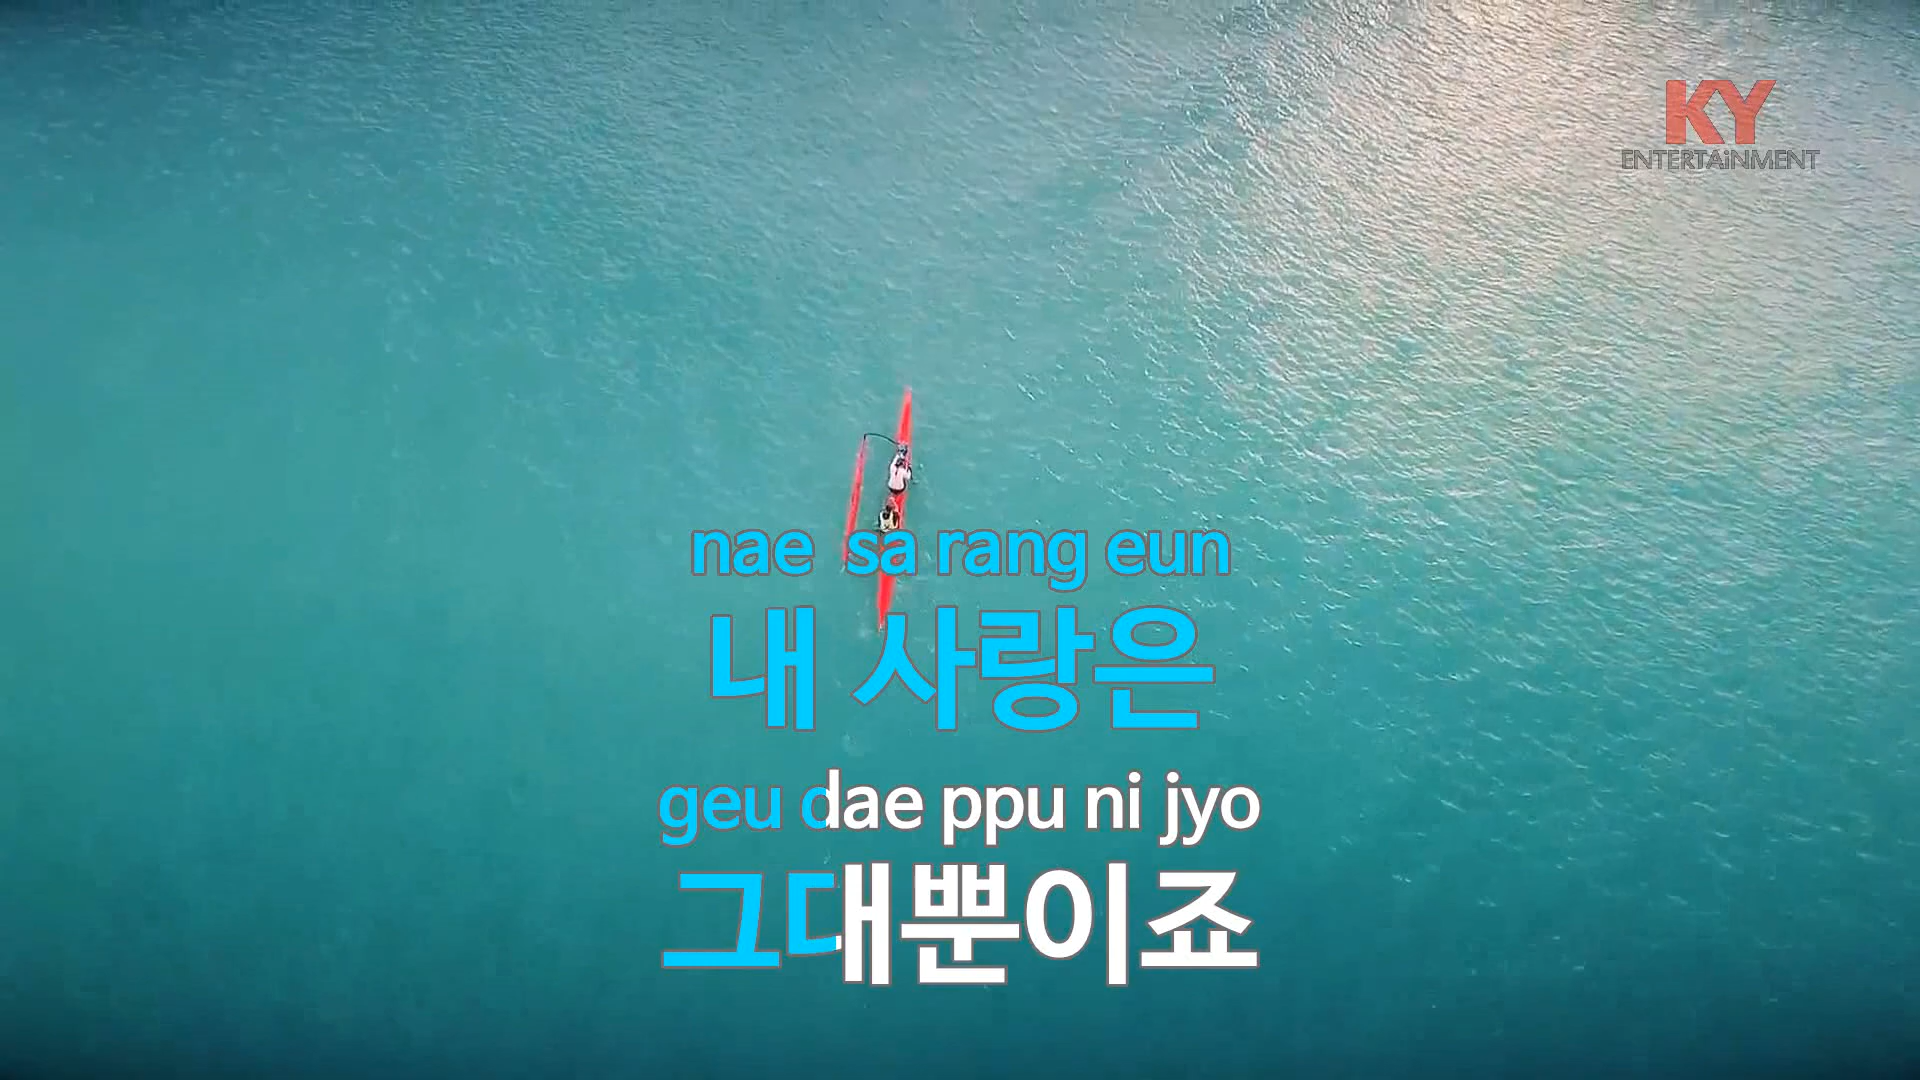 KY
ENTERTAiNMENT
nae sa rang eun
내 사랑은
geu dae ppu ni jyo
그대뿐이죠